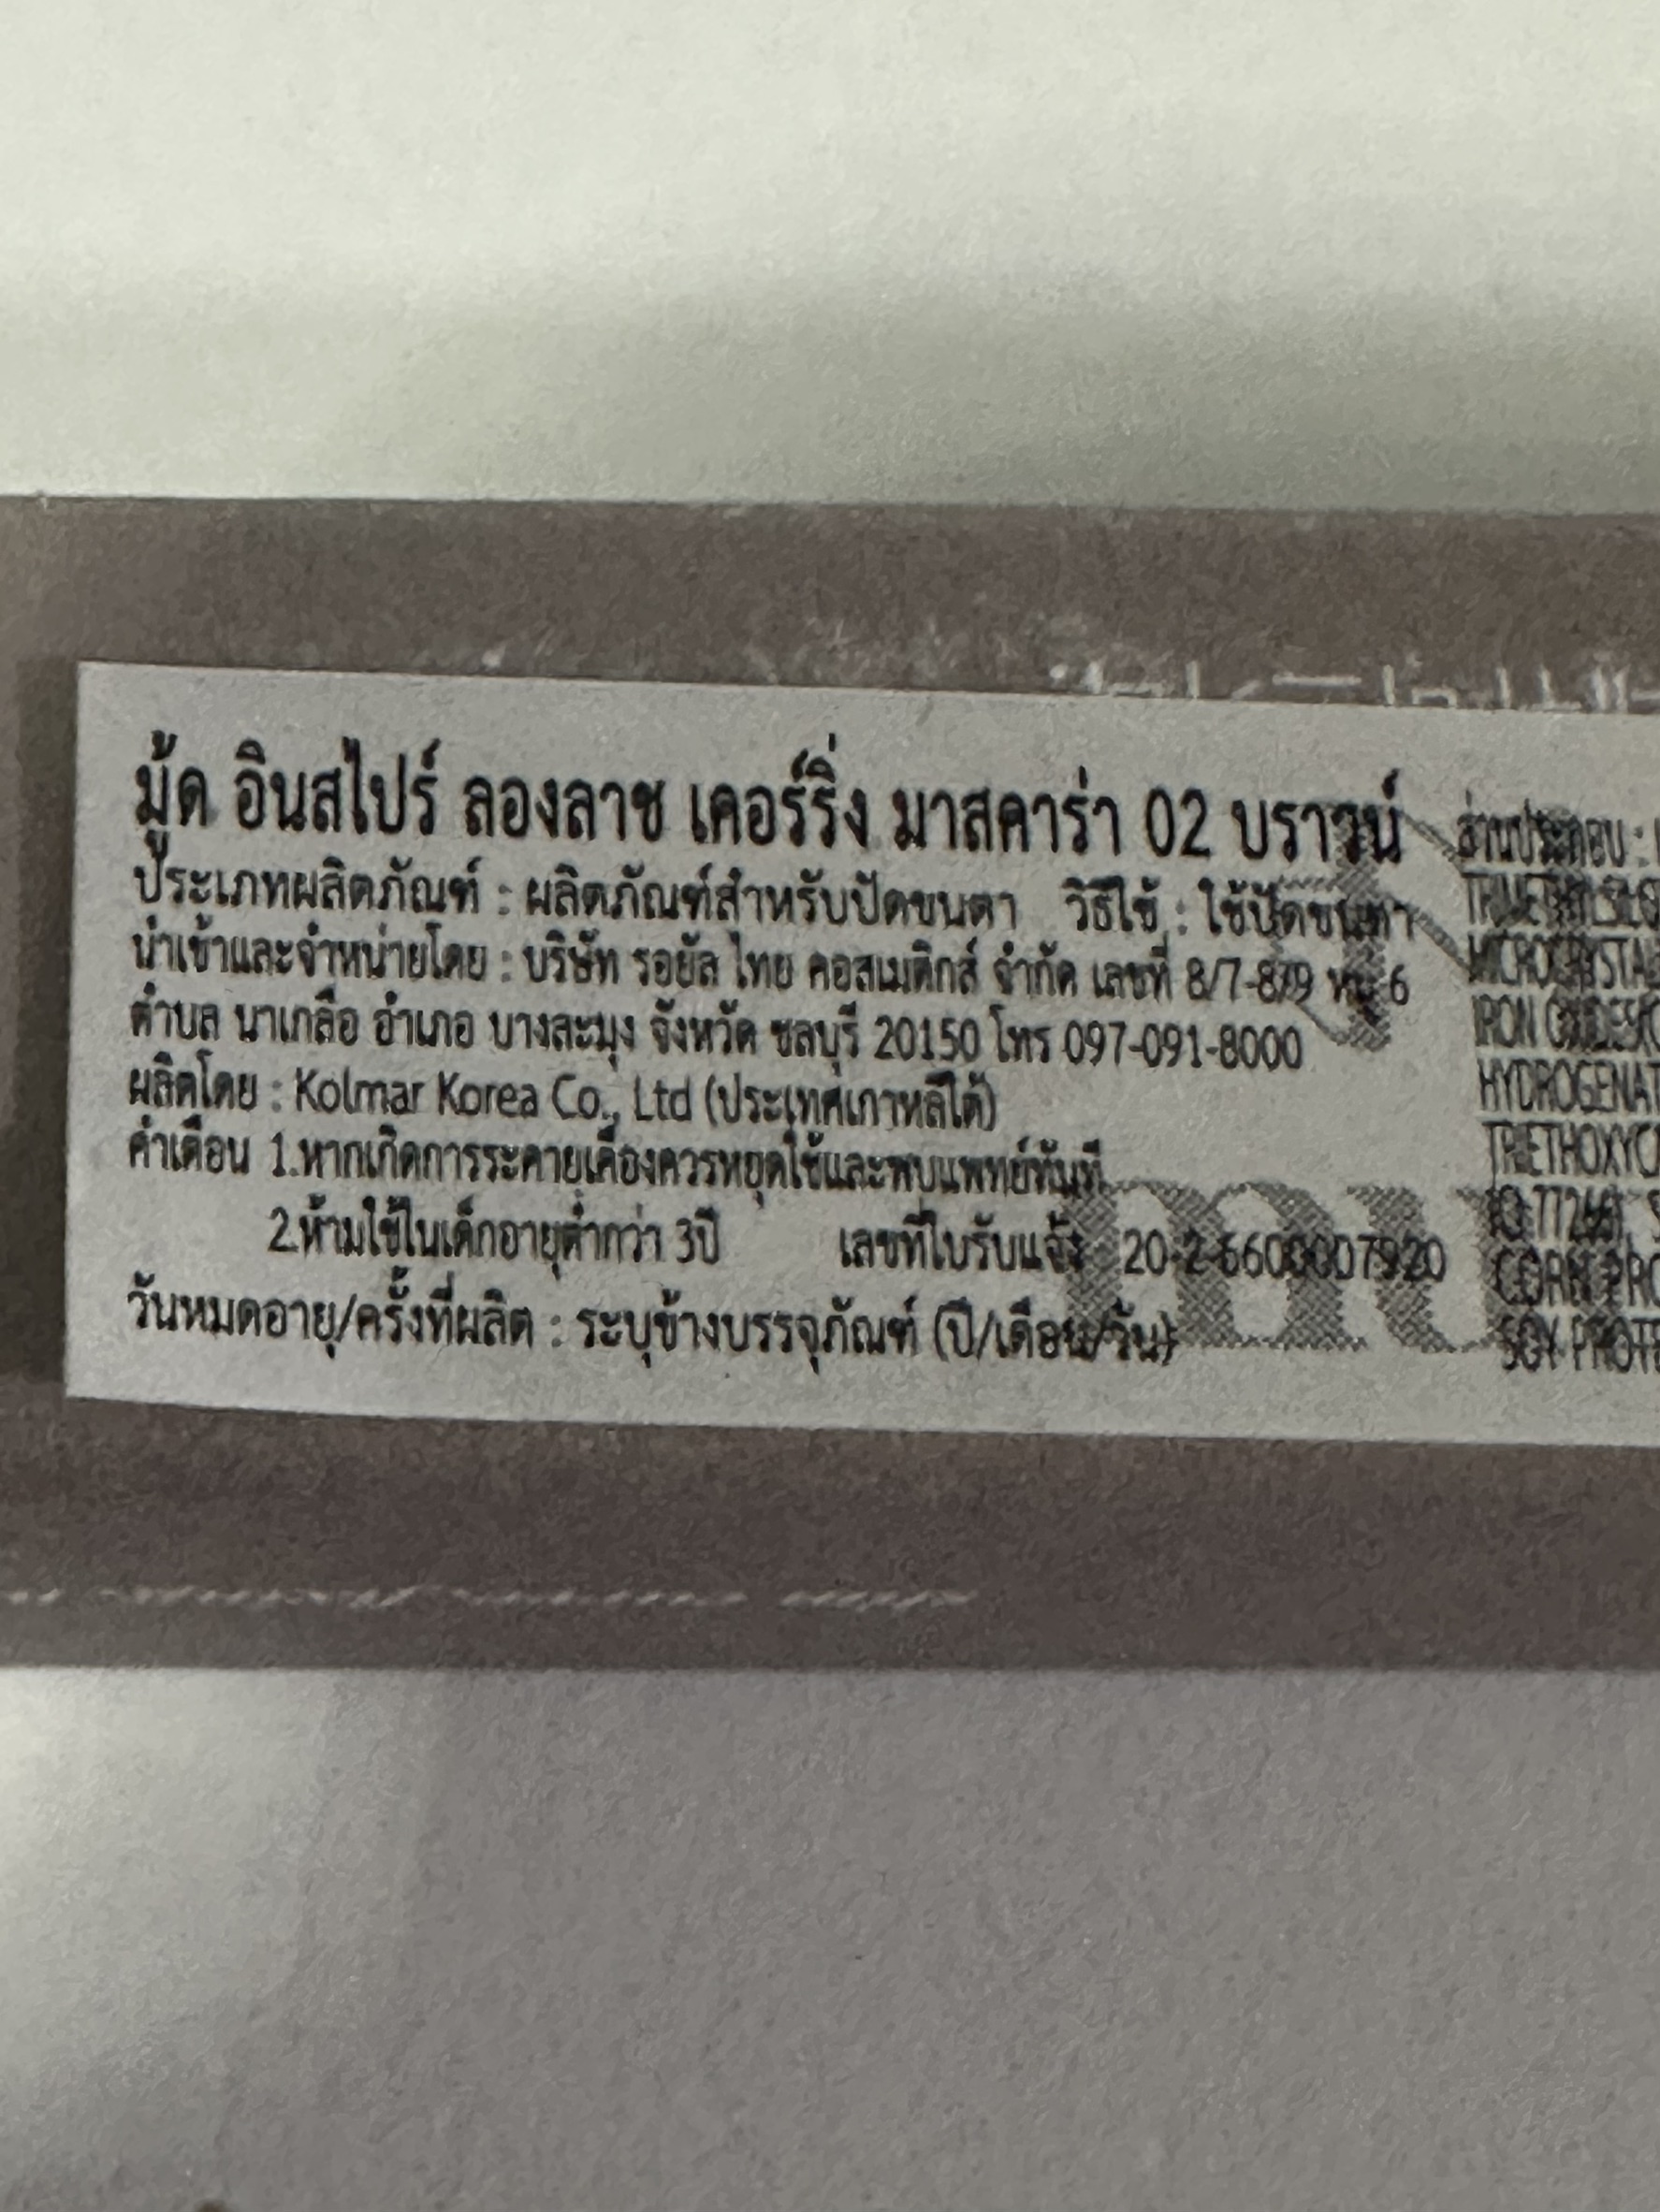 มู้ด อินสไปร์ ลองลาช เคอร์ริ่ง มาสคาร่า 02 บราวน์
ประเภทผลิตภัณฑ์ : ผลิตภัณฑ์สำหรับปัดขนตา วิธีใช้ : ใช้ปัดขนตา
นำเข้าและจำหน่ายโดย : บริษัท รอยัล ไทย คอสเมติกส์ จำกัด เลขที่ 8/7-8/9 หมู่ 6
ตำบล นาเกลือ อำเภอ บางละมุง จังหวัด ชลบุรี 20150 โทร 097-091-8000
ผลิตโดย : Kolmar Korea Co., Ltd (ประเทศเกาหลีใต้)
คำเตือน 1.หากเกิดการระคายเคืองควรหยุดใช้และพบแพทย์ทันที
2.ห้ามใช้ในเด็กอายุต่ำกว่า 3ปี เลขที่ใบรับแจ้ง 20-2-6600007920
วันหมดอายุ/ครั้งที่ผลิต : ระบุข้างบรรจุภัณฑ์ (ปี/เดือน/วัน)
ส่วนประกอบ :
MICROCRYSTAL
IRON OXIDES
HYDROGENAT
TRIETHOXYC
CORN PRO
SOY PROTE
mu